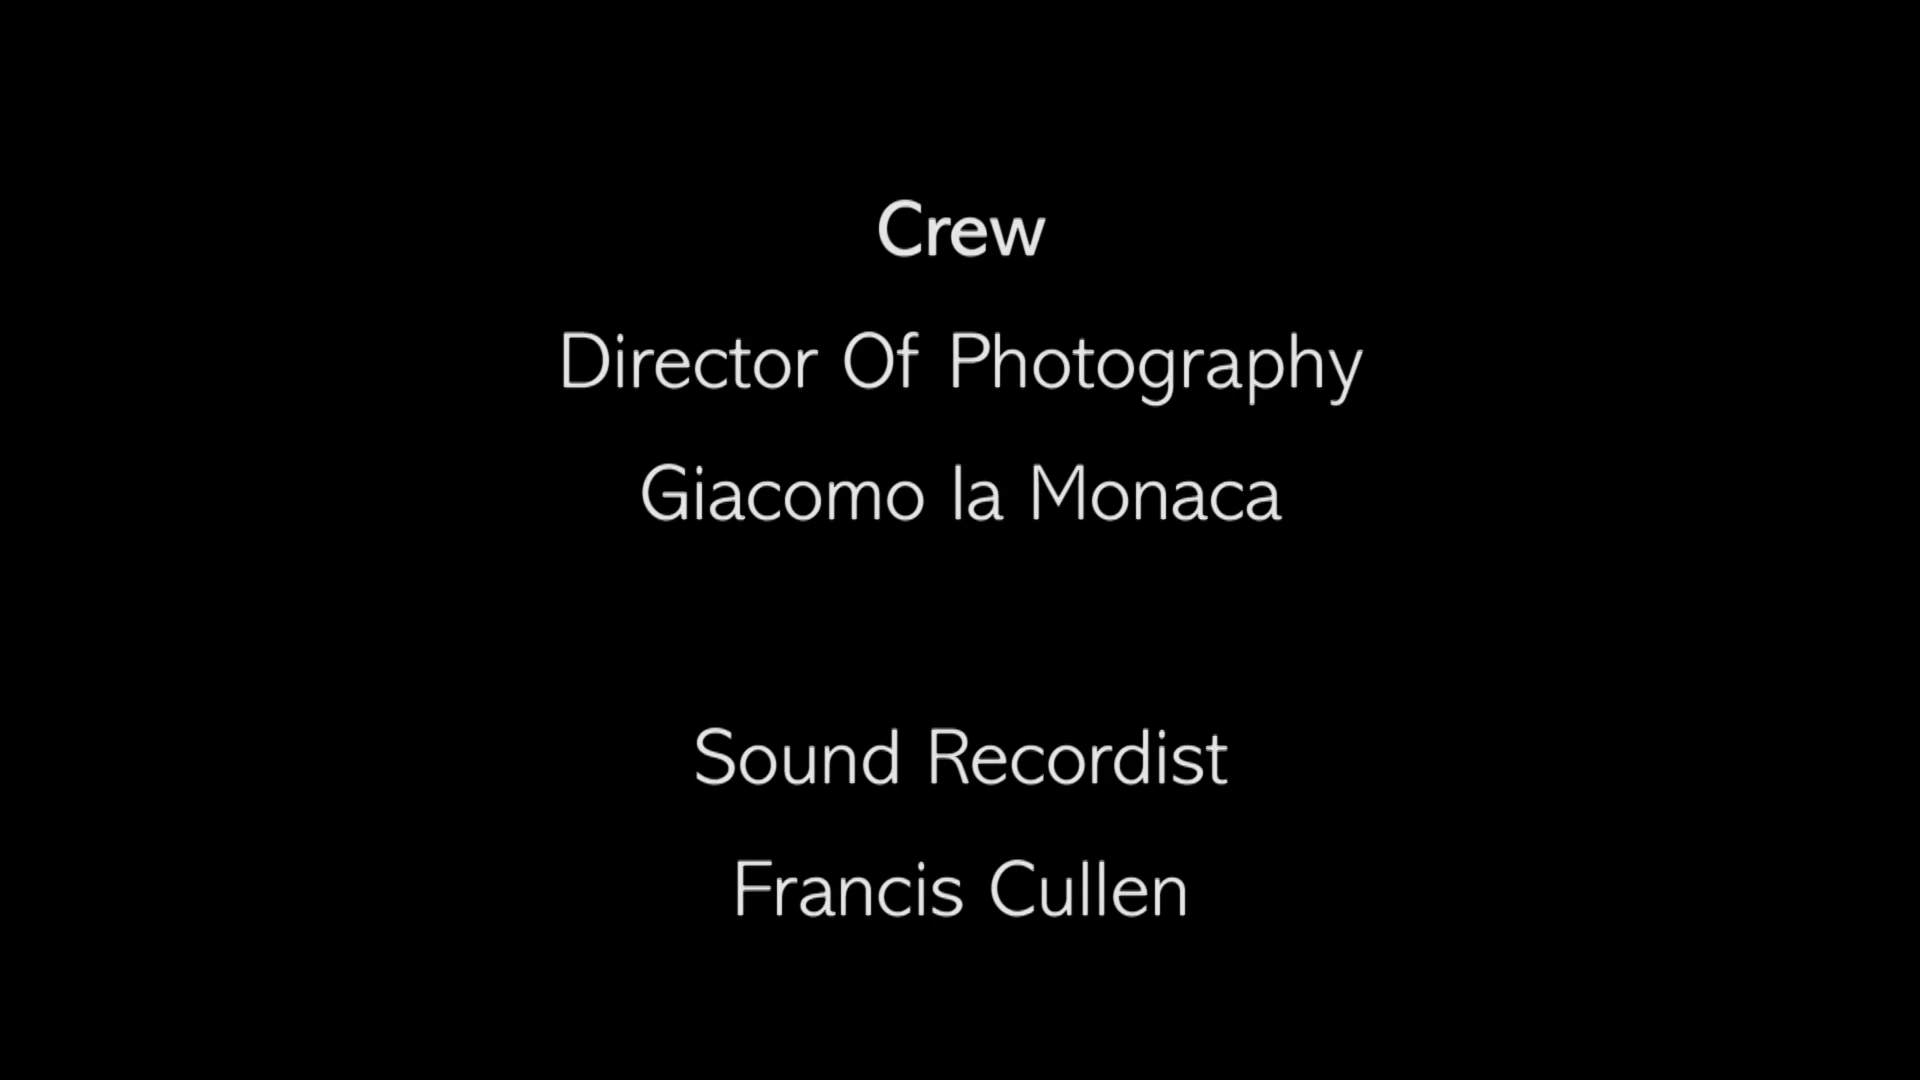 Crew
Director Of Photography
Giacomo la Monaca
Sound Recordist
Francis Cullen